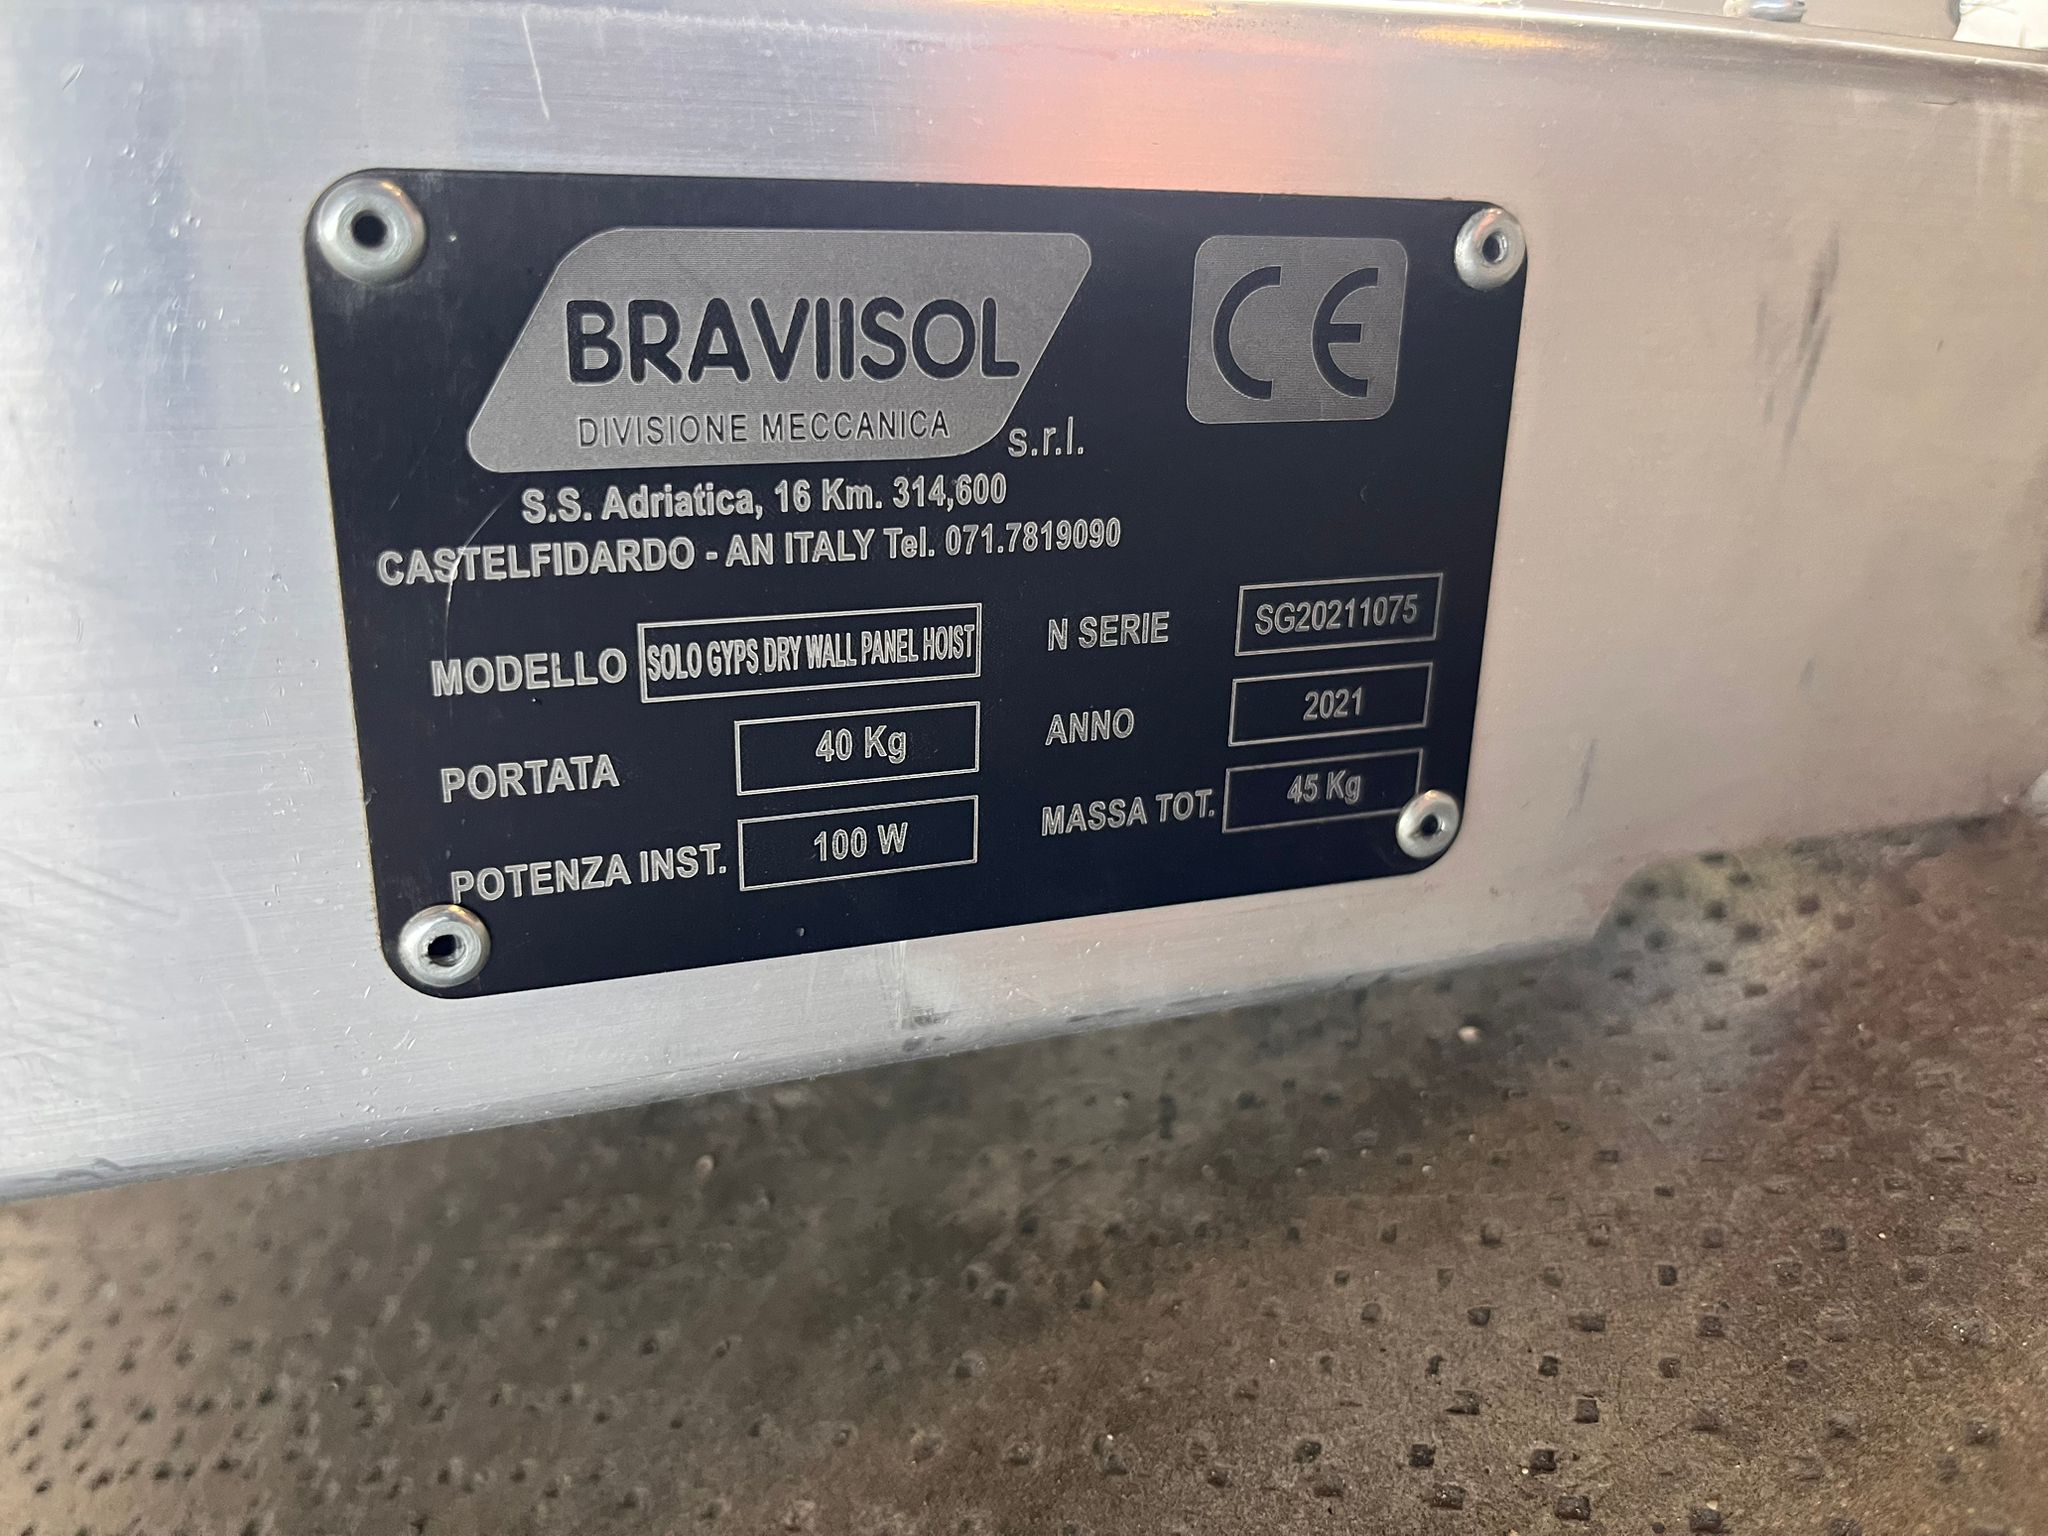 BRAVIISOL
DIVISIONE MECCANICA
s.r.l.
CE
S.S. Adriatica, 16 Km. 314,600
CASTELFIDARDO - AN ITALY Tel. 071.7819090
MODELLO SOLO GYPS DRY WALL PANEL HOIST
N SERIE SG20211075
PORTATA 40 Kg
ANNO 2021
POTENZA INST. 100 W
MASSA TOT. 45 Kg